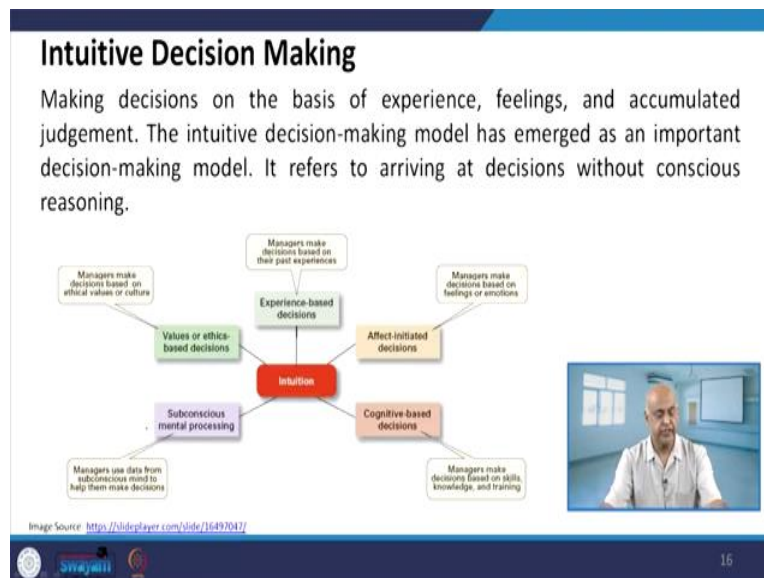 Intuitive Decision Making
Making decisions on the basis of experience, feelings, and accumulated
judgement. The intuitive decision-making model has emerged as an important
decision-making model. It refers to arriving at decisions without conscious
reasoning.
Managers make
decisions based on
their past experiences
Managers make
decisions based on
ethical values or culture
Managers make
decisions based on
feelings or emotions
Experience-based
decisions
Values or ethics-
based decisions
Affect-initiated
decisions
Intuition
Subconscious
mental processing
Cognitive-based
decisions
Managers use data from
subconscious mind to
help them make decisions
Managers make
decisions based on skills,
knowledge, and training
Image Source: https://slideplayer.com/slide/16497047/
swayam
16